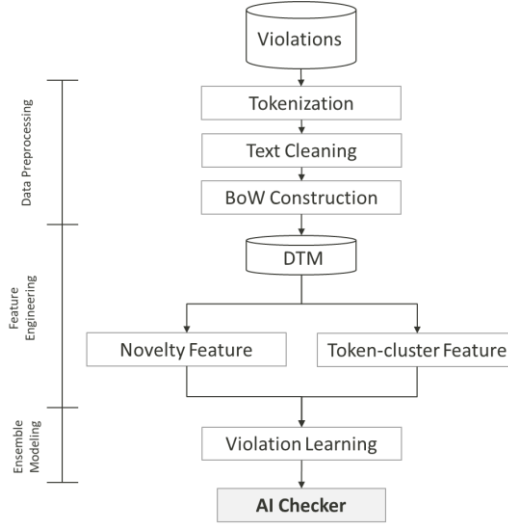 Violations
Data Preprocessing
Tokenization
Text Cleaning
BoW Construction
Feature
Engineering
DTM
Novelty Feature
Token-cluster Feature
Ensemble
Modeling
Violation Learning
AI Checker